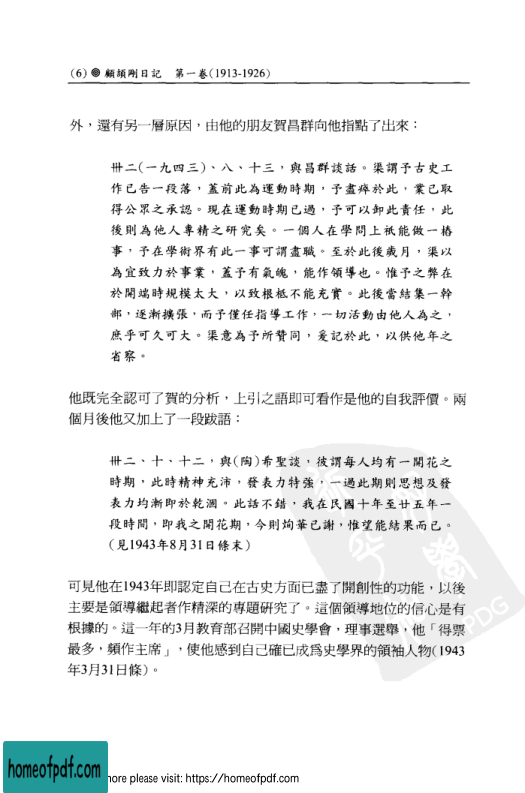 (6) 顧頡剛日記　第一卷(1913-1926)
外，還有另一層原因，由他的朋友賀昌群向他指點了出來：
卅二(一九四三)、八、十三，與昌群談話。渠謂予古史工
作已告一段落，蓋前此為運動時期，予盡瘁於此，業已取
得公眾之承認。現在運動時期已過，予可以卸此責任，此
後則為他人專精之研究矣。一個人在學問上祇能做一樁
事，予在學術界有此一事可謂盡職。至於此後歲月，渠以
為宜致力於事業，蓋予有氣魄，能作領導也。惟予之弊在
於開端時規模太大，以致根柢不能充實。此後當結集一幹
部，逐漸擴張，而予僅任指導工作，一切活動由他人為之，
庶乎可久可大。渠意為予所贊同，爰記於此，以供他年之
省察。
他既完全認可了賀的分析，上引之語即可看作是他的自我評價。兩
個月後他又加上了一段跋語：
卅二、十、十二，與(陶)希聖談，彼謂每人均有一開花之
時期，此時精神充沛，發表力特強，一過此期則思想及發
表力均漸即於乾涸。此話不錯，我在民國十年至廿五年一
段時間，即我之開花期，今則絢華已謝，惟望能結果而已。
(見1943年8月31日條末)
可見他在1943年即認定自己在古史方面已盡了開創性的功能，以後
主要是領導繼起者作精深的專題研究了。這個領導地位的信心是有
根據的。這一年的3月教育部召開中國史學會，理事選舉，他「得票
最多，頻作主席」，使他感到自己確已成爲史學界的領袖人物(1943
年3月31日條)。
PDG
homeofpdf.com
more please visit: https://homeofpdf.com